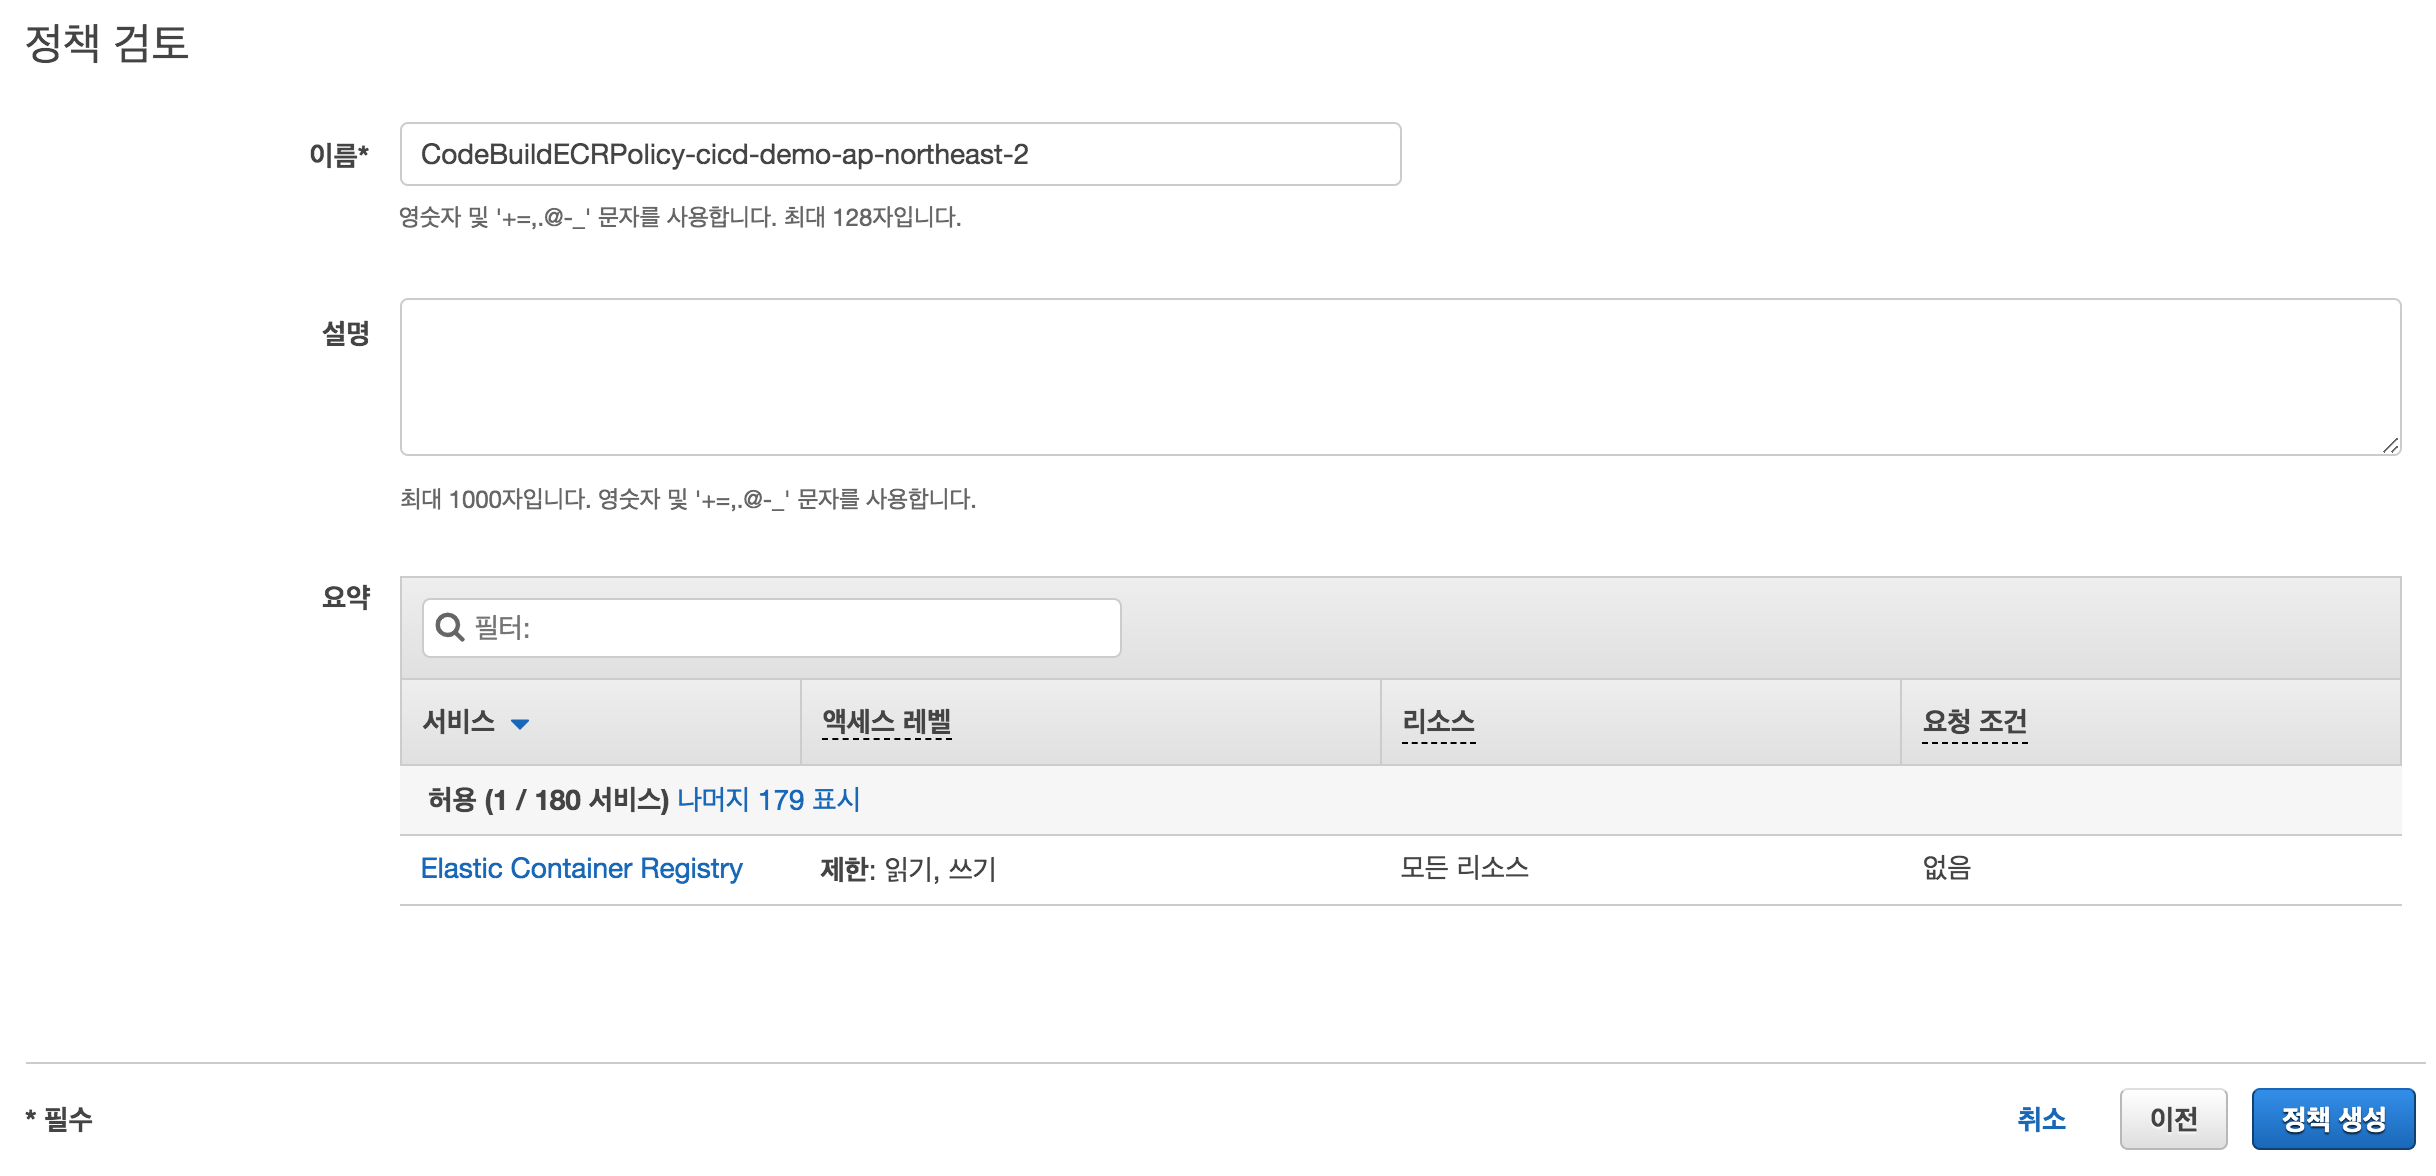 정책 검토
이름* CodeBuildECRPolicy-cicd-demo-ap-northeast-2
영숫자 및 '+=,.@-_' 문자를 사용합니다. 최대 128자입니다.
설명
최대 1000자입니다. 영숫자 및 '+=,.@-_' 문자를 사용합니다.
요약 필터:
서비스 액세스 레벨 리소스 요청 조건
허용 (1 / 180 서비스) 나머지 179 표시
Elastic Container Registry 제한: 읽기, 쓰기 모든 리소스 없음
* 필수 취소 이전 정책 생성